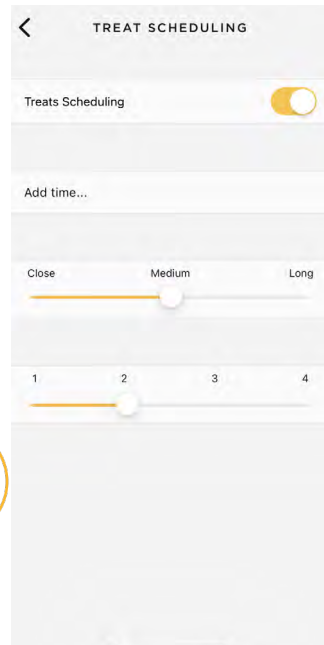 TREAT SCHEDULING
Treats Scheduling
Add time...
Close Medium Long
1 2 3 4